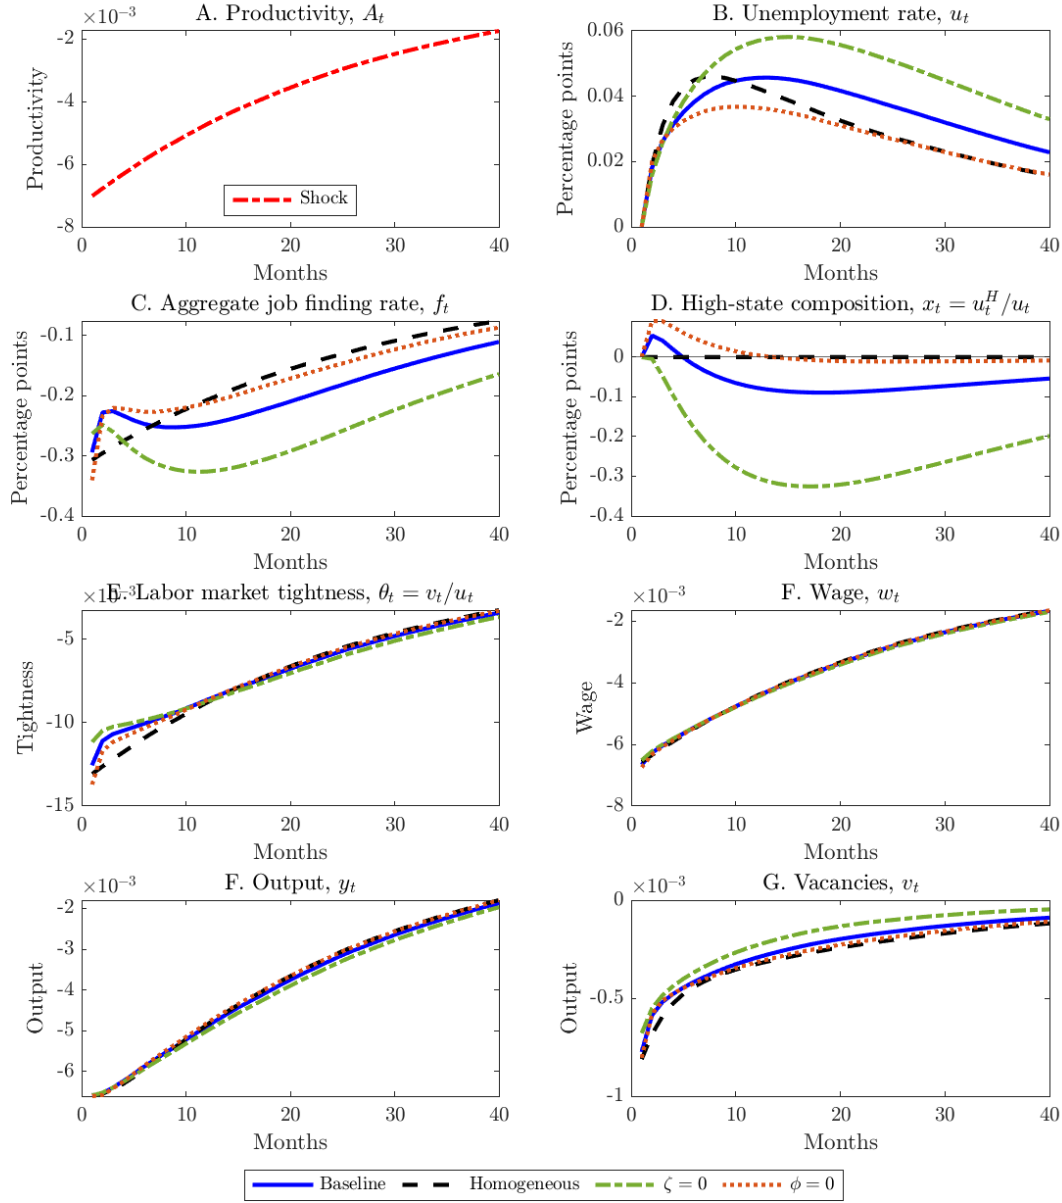 A. Productivity, A_t
×10⁻³
-2
-4
-6
-8
0 10 20 30 40
Productivity
Months
Shock
B. Unemployment rate, u_t
0.06
0.04
0.02
0
0 10 20 30 40
Percentage points
Months
C. Aggregate job finding rate, f_t
-0.1
-0.2
-0.3
-0.4
0 10 20 30 40
Percentage points
Months
D. High-state composition, x_t = u_t^H/u_t
0
-0.1
-0.2
-0.3
-0.4
0 10 20 30 40
Percentage points
Months
E. Labor market tightness, θ_t = v_t/u_t
×10⁻³
-5
-10
-15
0 10 20 30 40
Tightness
Months
F. Wage, w_t
×10⁻³
-2
-4
-6
-8
0 10 20 30 40
Wage
Months
F. Output, y_t
×10⁻³
-2
-3
-4
-5
-6
0 10 20 30 40
Output
Months
G. Vacancies, v_t
×10⁻³
0
-0.5
-1
0 10 20 30 40
Output
Months
Baseline Homogeneous ζ = 0 φ = 0